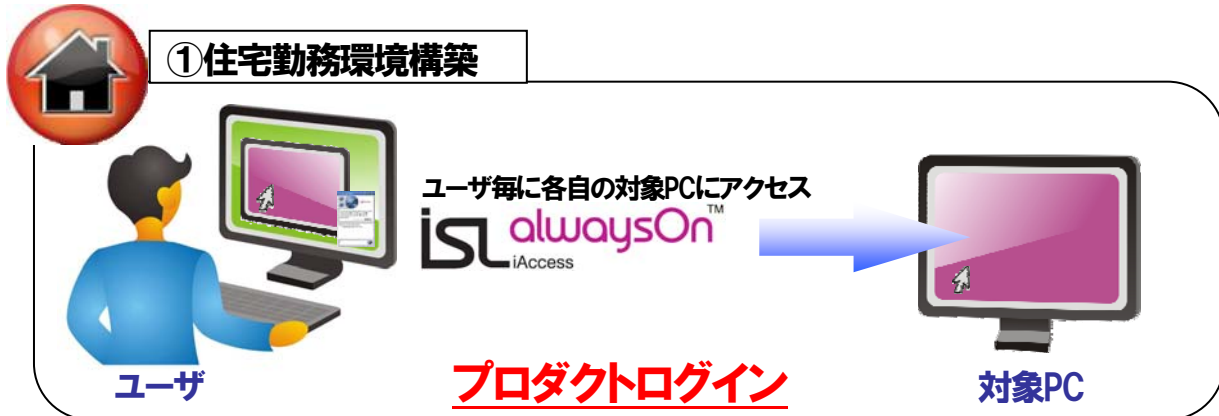 ①住宅勤務環境構築
ユーザ毎に各自の対象PCにアクセス
ISL alwaysOn™
iAccess
ユーザ
プロダクトログイン
対象PC